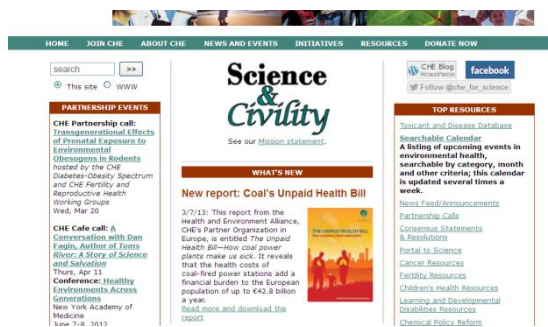 HOME JOIN CHE ABOUT CHE NEWS AND EVENTS INITIATIVES RESOURCES DONATE NOW
search >>
This site WWW
PARTNERSHIP EVENTS
CHE Partnership call:
Transgenerational Effects
of Prenatal Exposure to
Environmental
Obesogens in Rodents
hosted by the CHE
Diabetes-Obesity Spectrum
and CHE Fertility and
Reproductive Health
Working Groups
Wed, Mar 20
CHE Cafe call: A
Conversation with Dan
Fagin, Author of Toms
River: A Story of Science
and Salvation
Thurs, Apr 11
Conference: Healthy
Environments Across
Generations
New York Academy of
Medicine
June 7-8, 2012
Science
&
Civility
See our Mission statement.
WHAT'S NEW
New report: Coal's Unpaid Health Bill
3/7/13: This report from the
Health and Environment Alliance,
CHE's Partner Organization in
Europe, is entitled The Unpaid
Health Bill—How coal power
plants make us sick. It reveals
that the health costs of
coal-fired power stations add a
financial burden to the European
population of up to €42.8 billion
a year.
Read more and download the
report
THE UNPAID HEALTH BILL
CHE Blog
WORDPRESS
facebook
Follow @che_for_science
TOP RESOURCES
Toxicant and Disease Database
Searchable Calendar
A listing of upcoming events in
environmental health,
searchable by category, month
and other criteria; this calendar
is updated several times a
week.
News Feed/Announcements
Partnership Calls
Consensus Statements
& Resolutions
Portal to Science
Cancer Resources
Fertility Resources
Children's Health Resources
Learning and Developmental
Disabilities Resources
Chemical Policy Reform